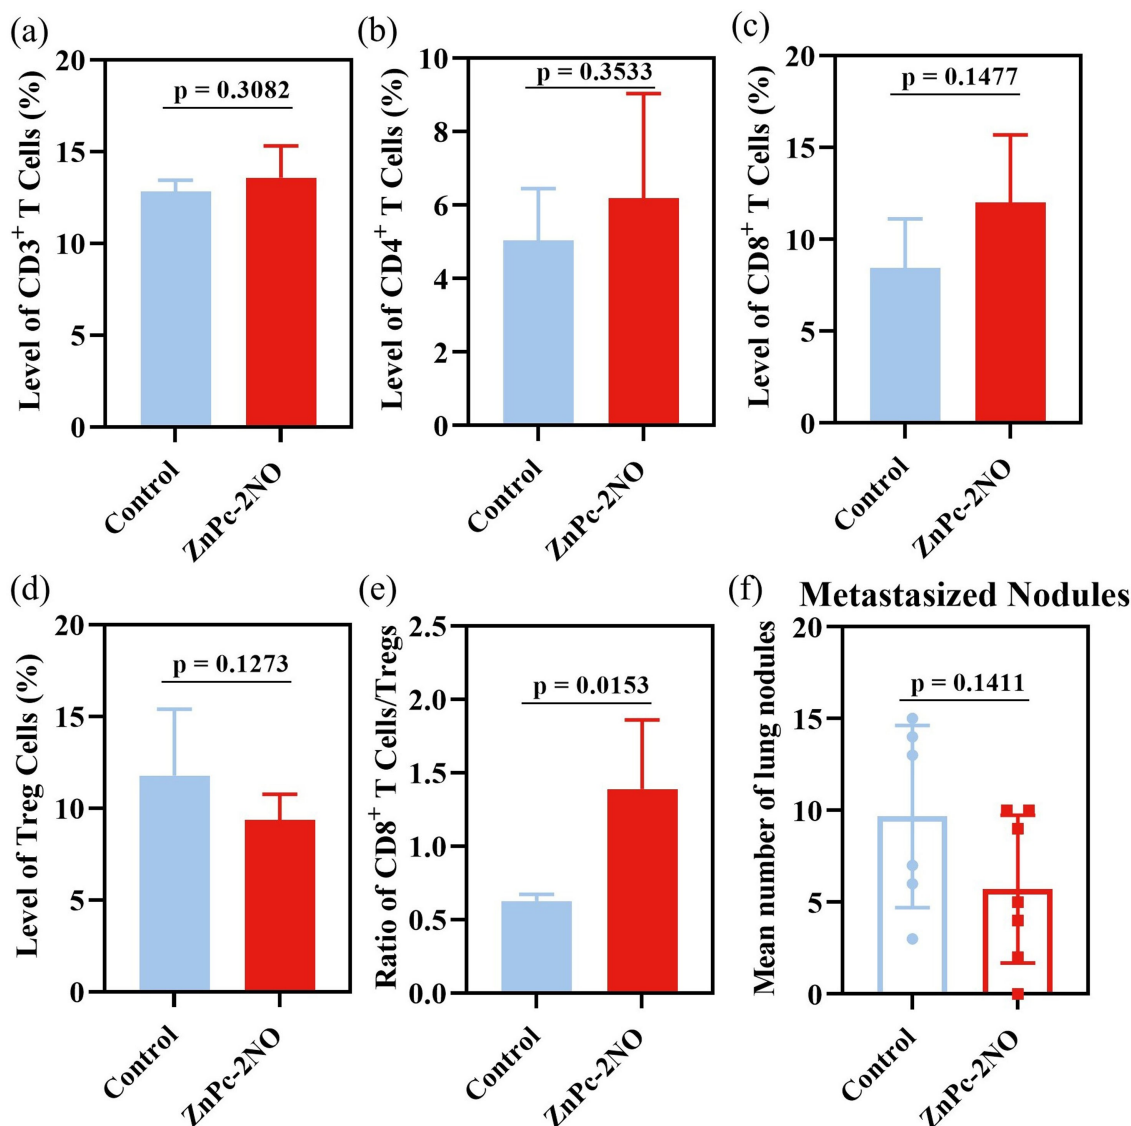 (a)
Level of CD3⁺ T Cells (%)
20
15
10
5
0
p = 0.3082
Control
ZnPc-2NO
(b)
Level of CD4⁺ T Cells (%)
10
8
6
4
2
0
p = 0.3533
Control
ZnPc-2NO
(c)
Level of CD8⁺ T Cells (%)
20
15
10
5
0
p = 0.1477
Control
ZnPc-2NO
(d)
Level of Treg Cells (%)
20
15
10
5
0
p = 0.1273
Control
ZnPc-2NO
(e)
Ratio of CD8⁺ T Cells/Tregs
2.5
2.0
1.5
1.0
0.5
0.0
p = 0.0153
Control
ZnPc-2NO
(f)
Metastasized Nodules
Mean number of lung nodules
20
15
10
5
0
p = 0.1411
Control
ZnPc-2NO